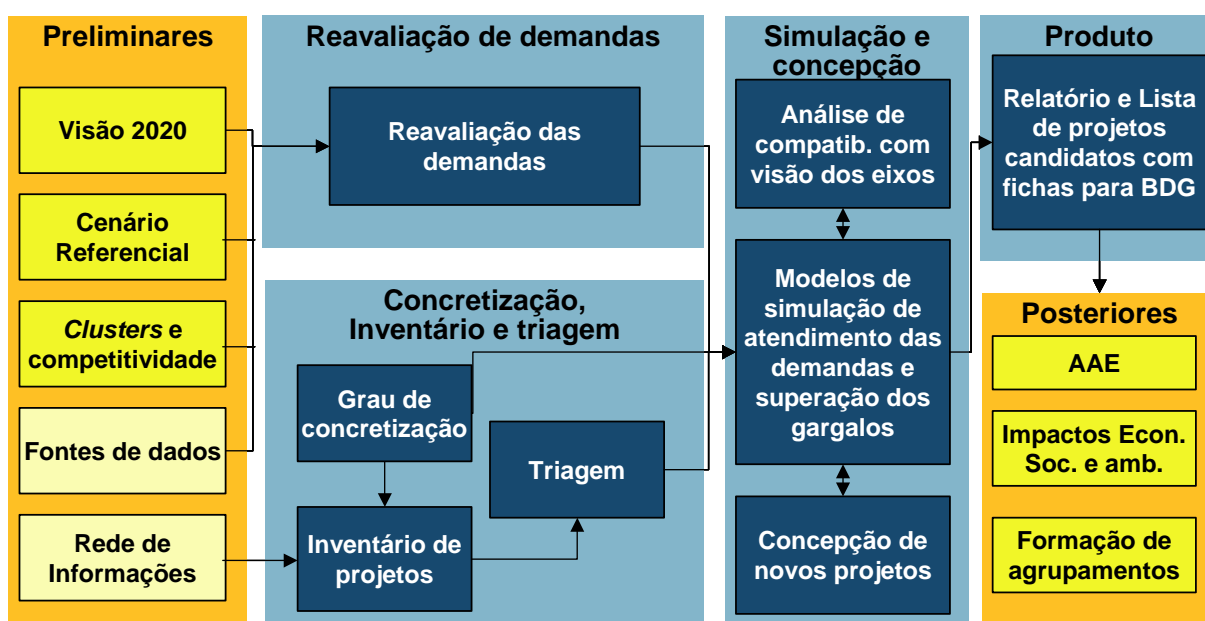 Preliminares
Visão 2020
Cenário
Referencial
Clusters e
competitividade
Fontes de dados
Rede de
Informações
Reavaliação de demandas
Reavaliação das
demandas
Concretização,
Inventário e triagem
Grau de
concretização
Triagem
Inventário de
projetos
Simulação e
concepção
Análise de
compatib. com
visão dos eixos
Modelos de
simulação de
atendimento das
demandas e
superação dos
gargalos
Concepção de
novos projetos
Produto
Relatório e Lista
de projetos
candidatos com
fichas para BDG
Posteriores
AAE
Impactos Econ.
Soc. e amb.
Formação de
agrupamentos